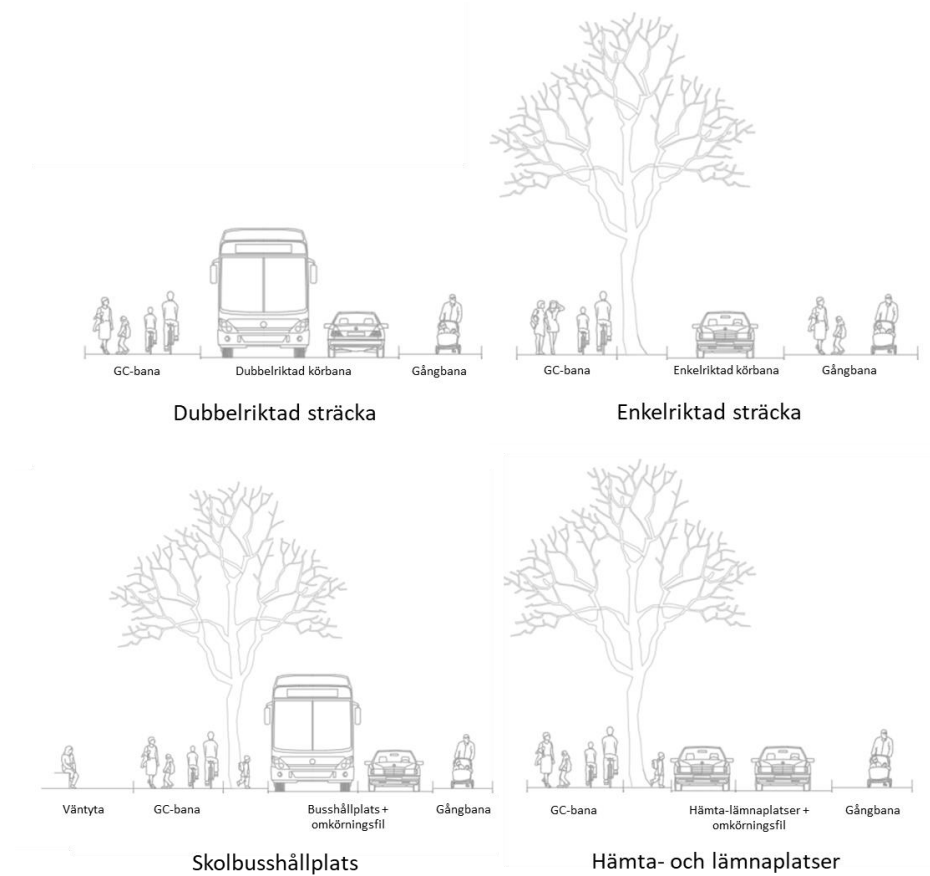 GC-bana
Dubbelriktad körbana
Gångbana
Dubbelriktad sträcka
GC-bana
Enkelriktad körbana
Gångbana
Enkelriktad sträcka
Väntyta
GC-bana
Busshållplats +
omkörningsfil
Gångbana
Skolbusshållplats
GC-bana
Hämta-lämnaplatser +
omkörningsfil
Gångbana
Hämta- och lämnaplatser